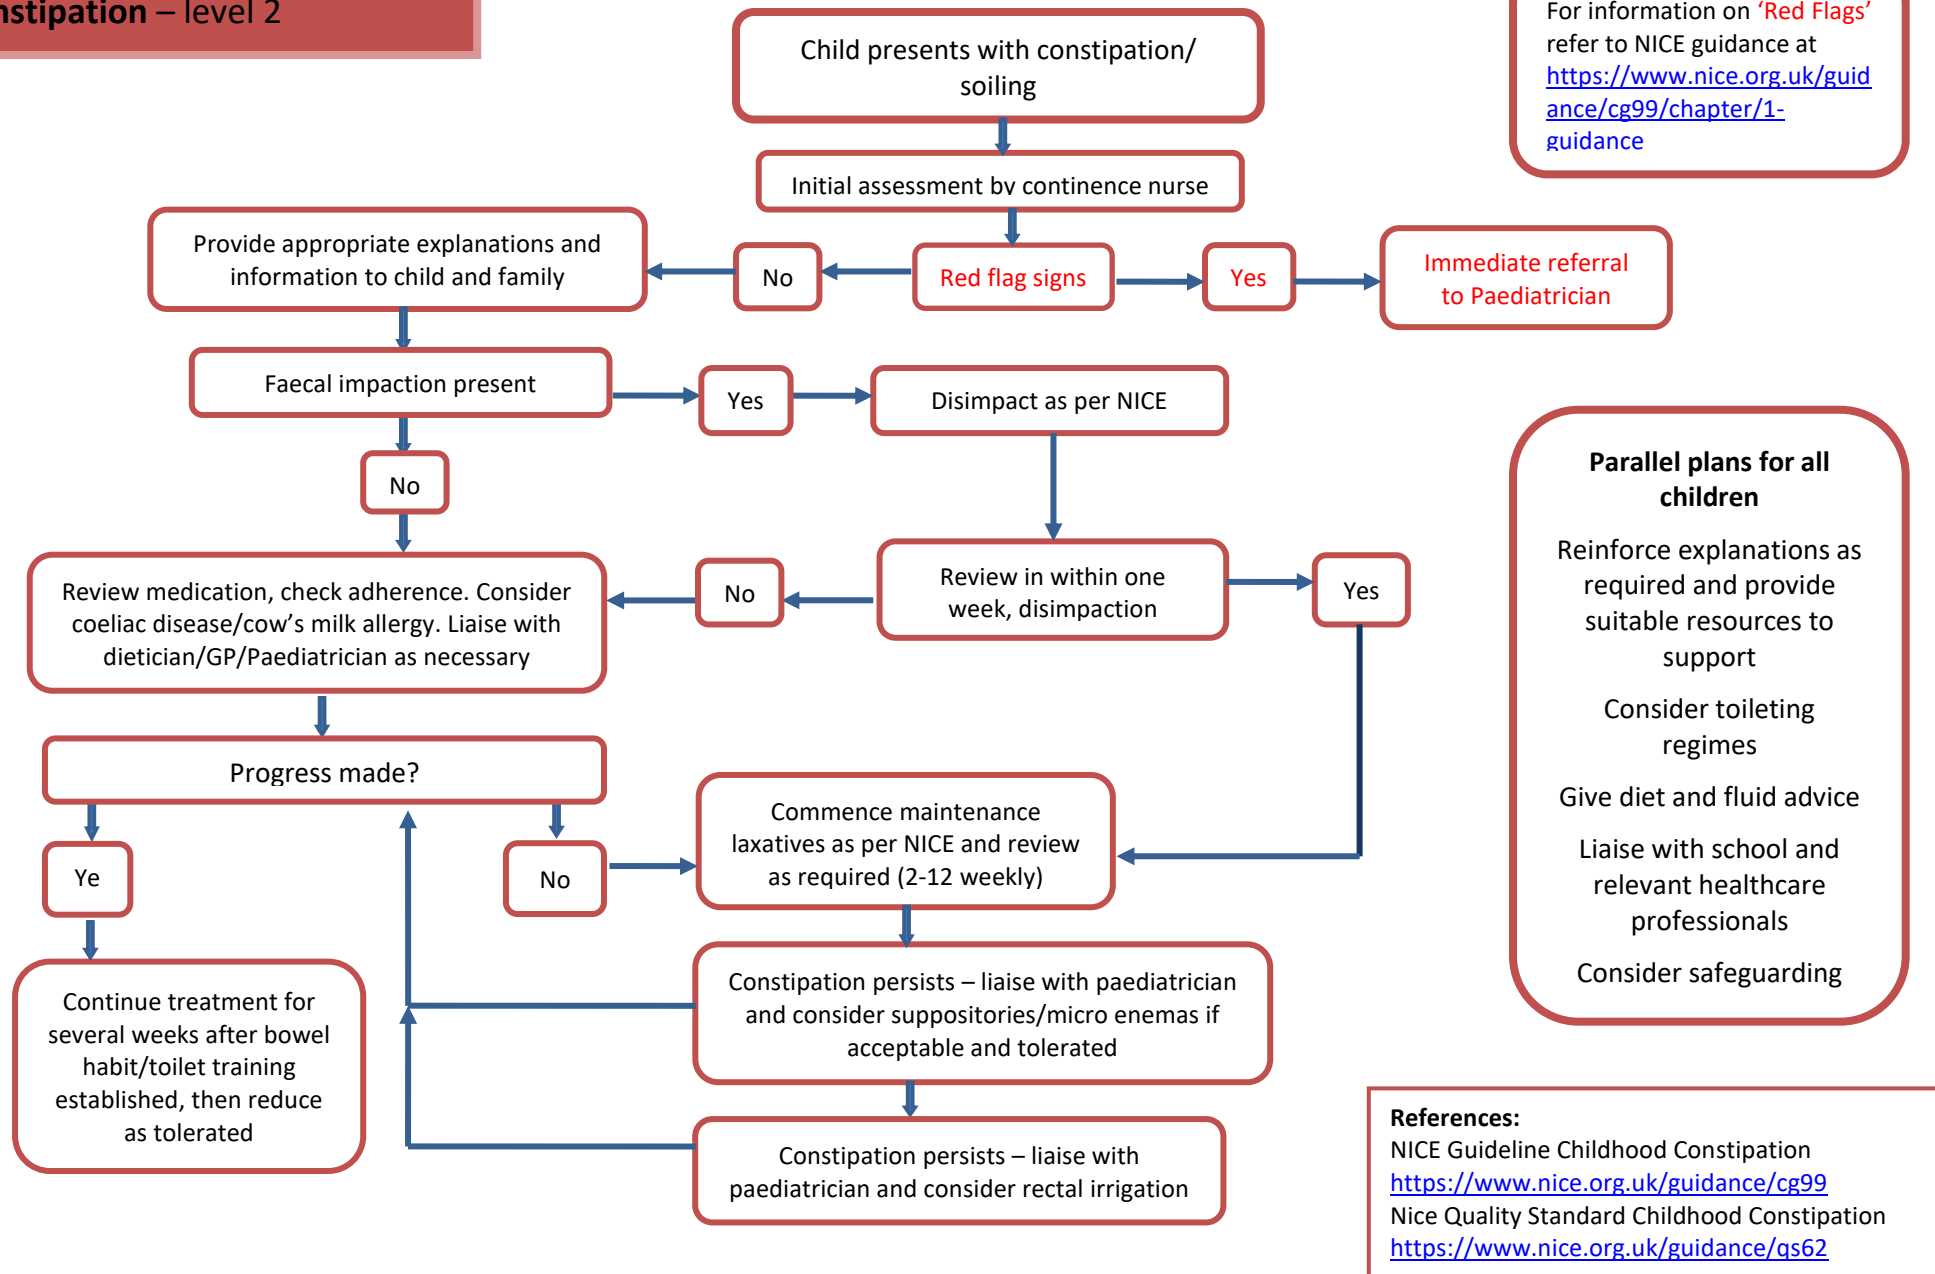 nstipation – level 2
Child presents with constipation/
soiling
For information on ‘Red Flags’
refer to NICE guidance at
https://www.nice.org.uk/guid
ance/cg99/chapter/1-
guidance
Initial assessment by continence nurse
Provide appropriate explanations and
information to child and family
No
Red flag signs
Yes
Immediate referral
to Paediatrician
Faecal impaction present
Yes
Disimpact as per NICE
No
Review medication, check adherence. Consider
coeliac disease/cow’s milk allergy. Liaise with
dietician/GP/Paediatrician as necessary
No
Review in within one
week, disimpaction
Yes
Progress made?
Ye
No
Commence maintenance
laxatives as per NICE and review
as required (2-12 weekly)
Continue treatment for
several weeks after bowel
habit/toilet training
established, then reduce
as tolerated
Constipation persists – liaise with paediatrician
and consider suppositories/micro enemas if
acceptable and tolerated
Constipation persists – liaise with
paediatrician and consider rectal irrigation
Parallel plans for all
children
Reinforce explanations as
required and provide
suitable resources to
support
Consider toileting
regimes
Give diet and fluid advice
Liaise with school and
relevant healthcare
professionals
Consider safeguarding
References:
NICE Guideline Childhood Constipation
https://www.nice.org.uk/guidance/cg99
Nice Quality Standard Childhood Constipation
https://www.nice.org.uk/guidance/qs62